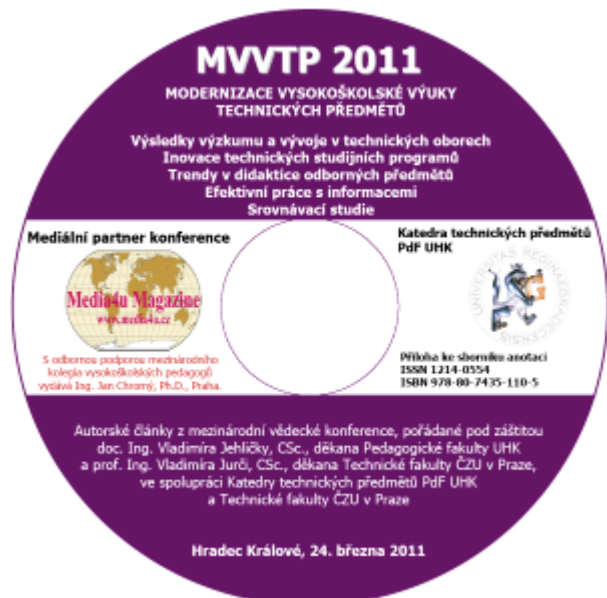 MVVTP 2011
MODERNIZACE VYSOKOŠKOLSKÉ VÝUKY
TECHNICKÝCH PŘEDMĚTŮ
Výsledky výzkumu a vývoje v technických oborech
Inovace technických studijních programů
Trendy v didaktice odborných předmětů
Efektivní práce s informacemi
Srovnávací studie
Mediální partner konference
Media4u Magazine
www.media4u.cz
S odbornou podporou mezinárodního
kolegia vysokoškolských pedagogů
vydává Ing. Jan Chromý, Ph.D., Praha.
Katedra technických předmětů
PdF UHK
UNIVERSITAS REGINAEGRADECENSIS
Příloha ke sborníku anotací
ISSN 1214-0554
ISBN 978-80-7435-110-5
Autorské články z mezinárodní vědecké konference, pořádané pod záštitou
doc. Ing. Vladimíra Jehličky, CSc., děkana Pedagogické fakulty UHK
a prof. Ing. Vladimíra Jurči, CSc., děkana Technické fakulty ČZU v Praze,
ve spolupráci Katedry technických předmětů PdF UHK
a Technické fakulty ČZU v Praze
Hradec Králové, 24. března 2011